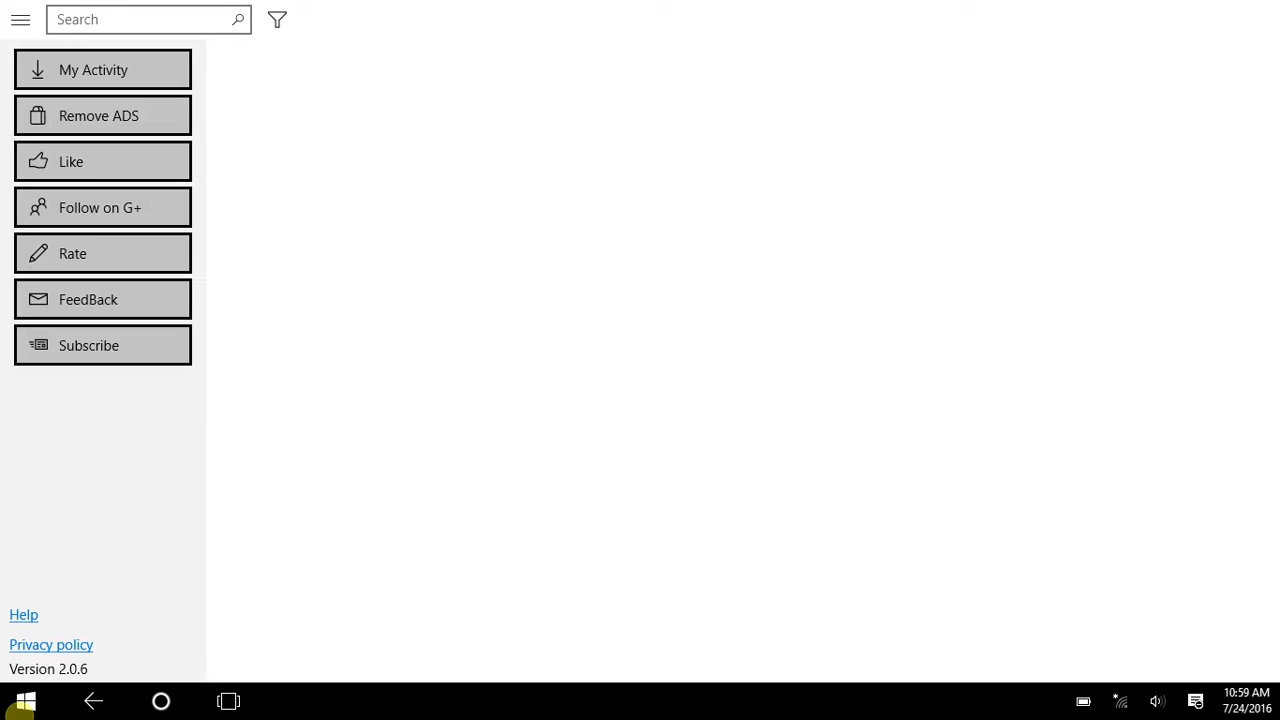 Search
My Activity
Remove ADS
Like
Follow on G+
Rate
FeedBack
Subscribe
Help
Privacy policy
Version 2.0.6
10:59 AM
7/24/2016